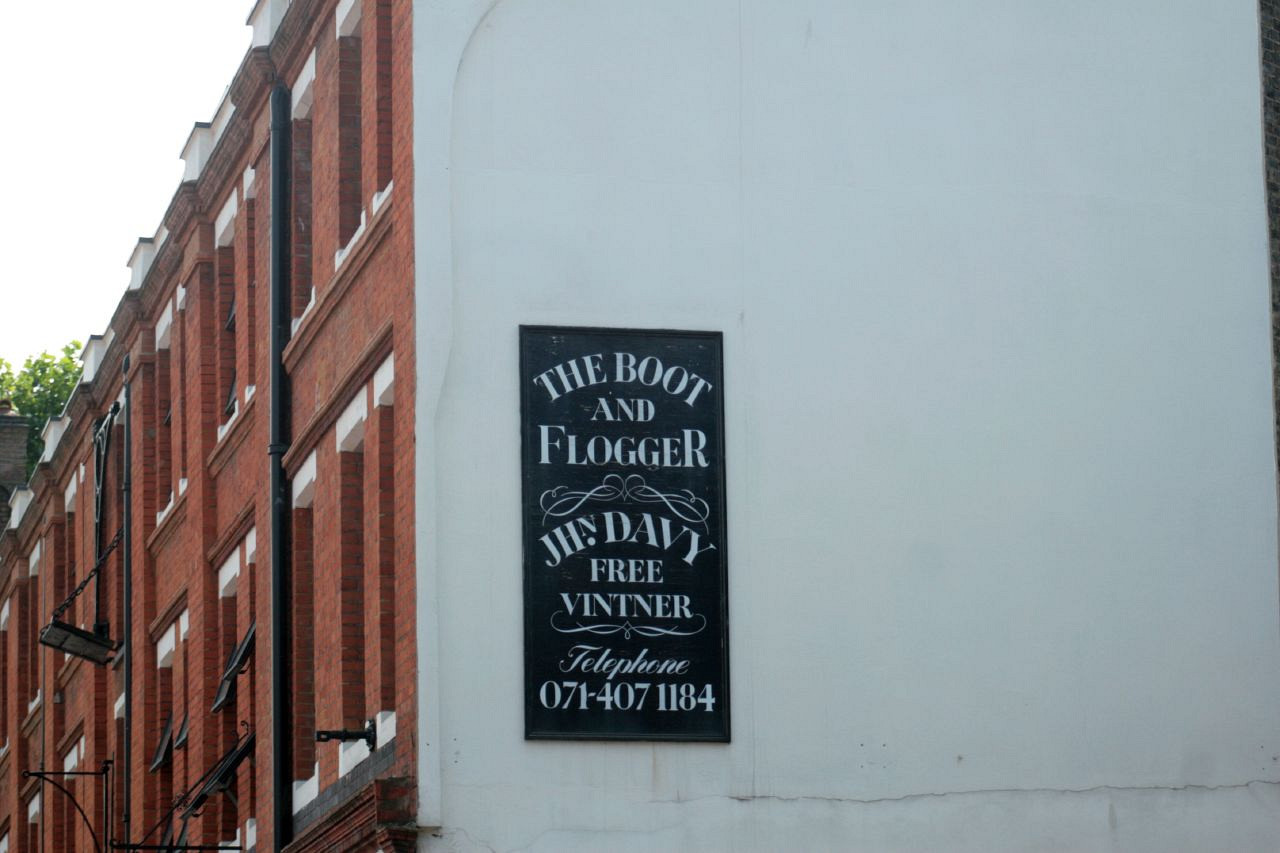 THE BOOT
AND
FLOGGER
JHN. DAVY
FREE
VINTNER
Telephone
071-407 1184